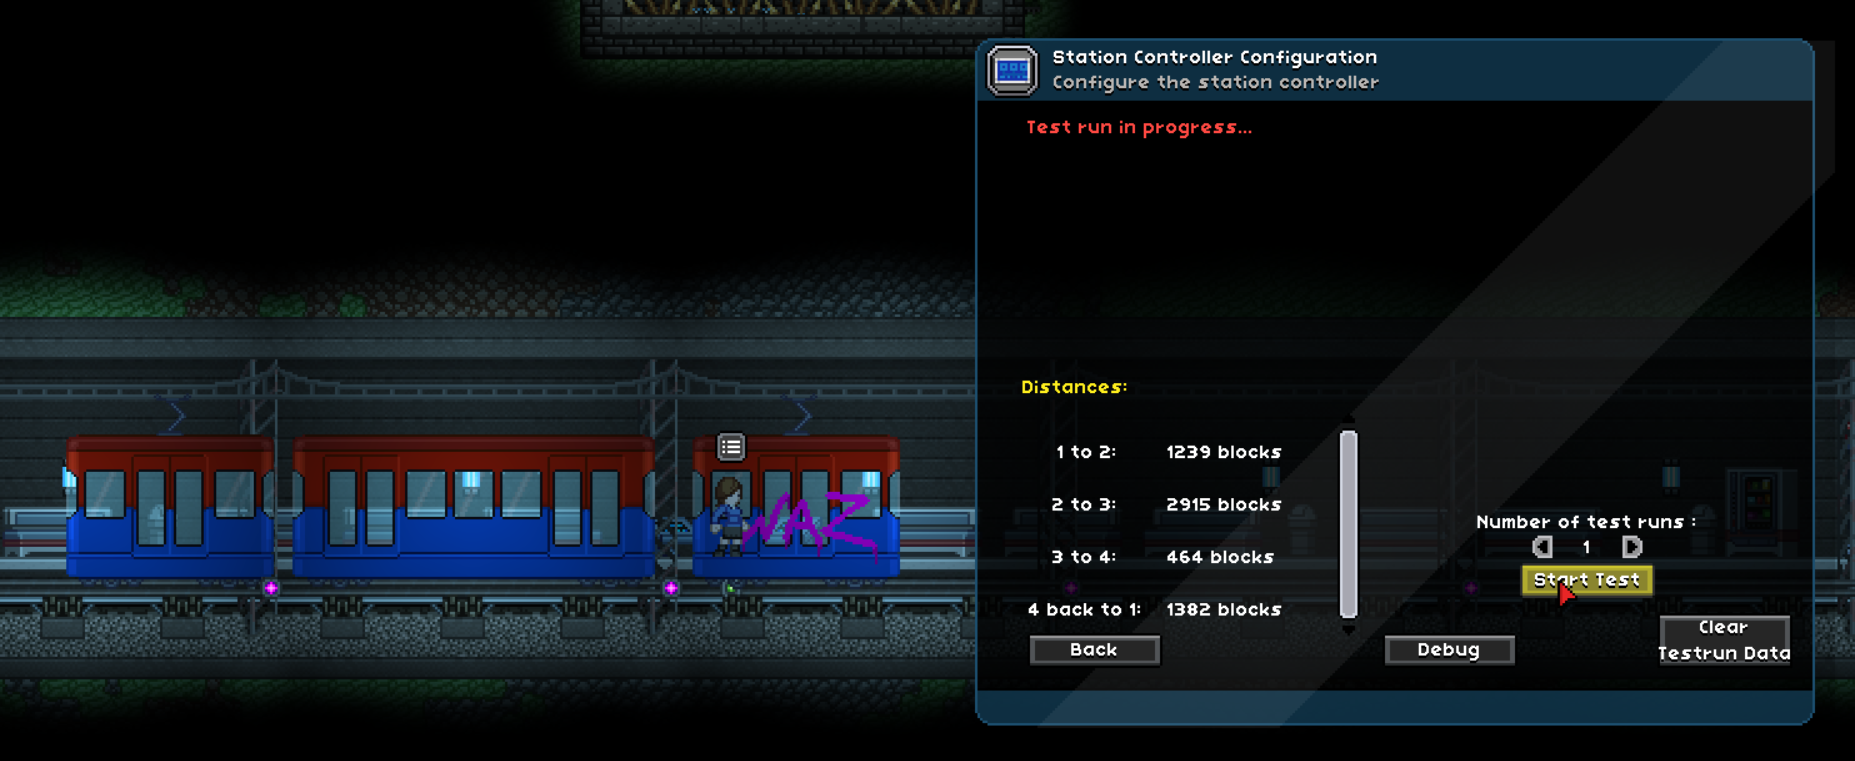 Station Controller Configuration
Configure the station controller
Test run in progress...
NAZ
Distances:
1 to 2: 1239 blocks
2 to 3: 2915 blocks
3 to 4: 464 blocks
4 back to 1: 1382 blocks
Number of test runs :
1
Start Test
Back
Debug
Clear
Testrun Data